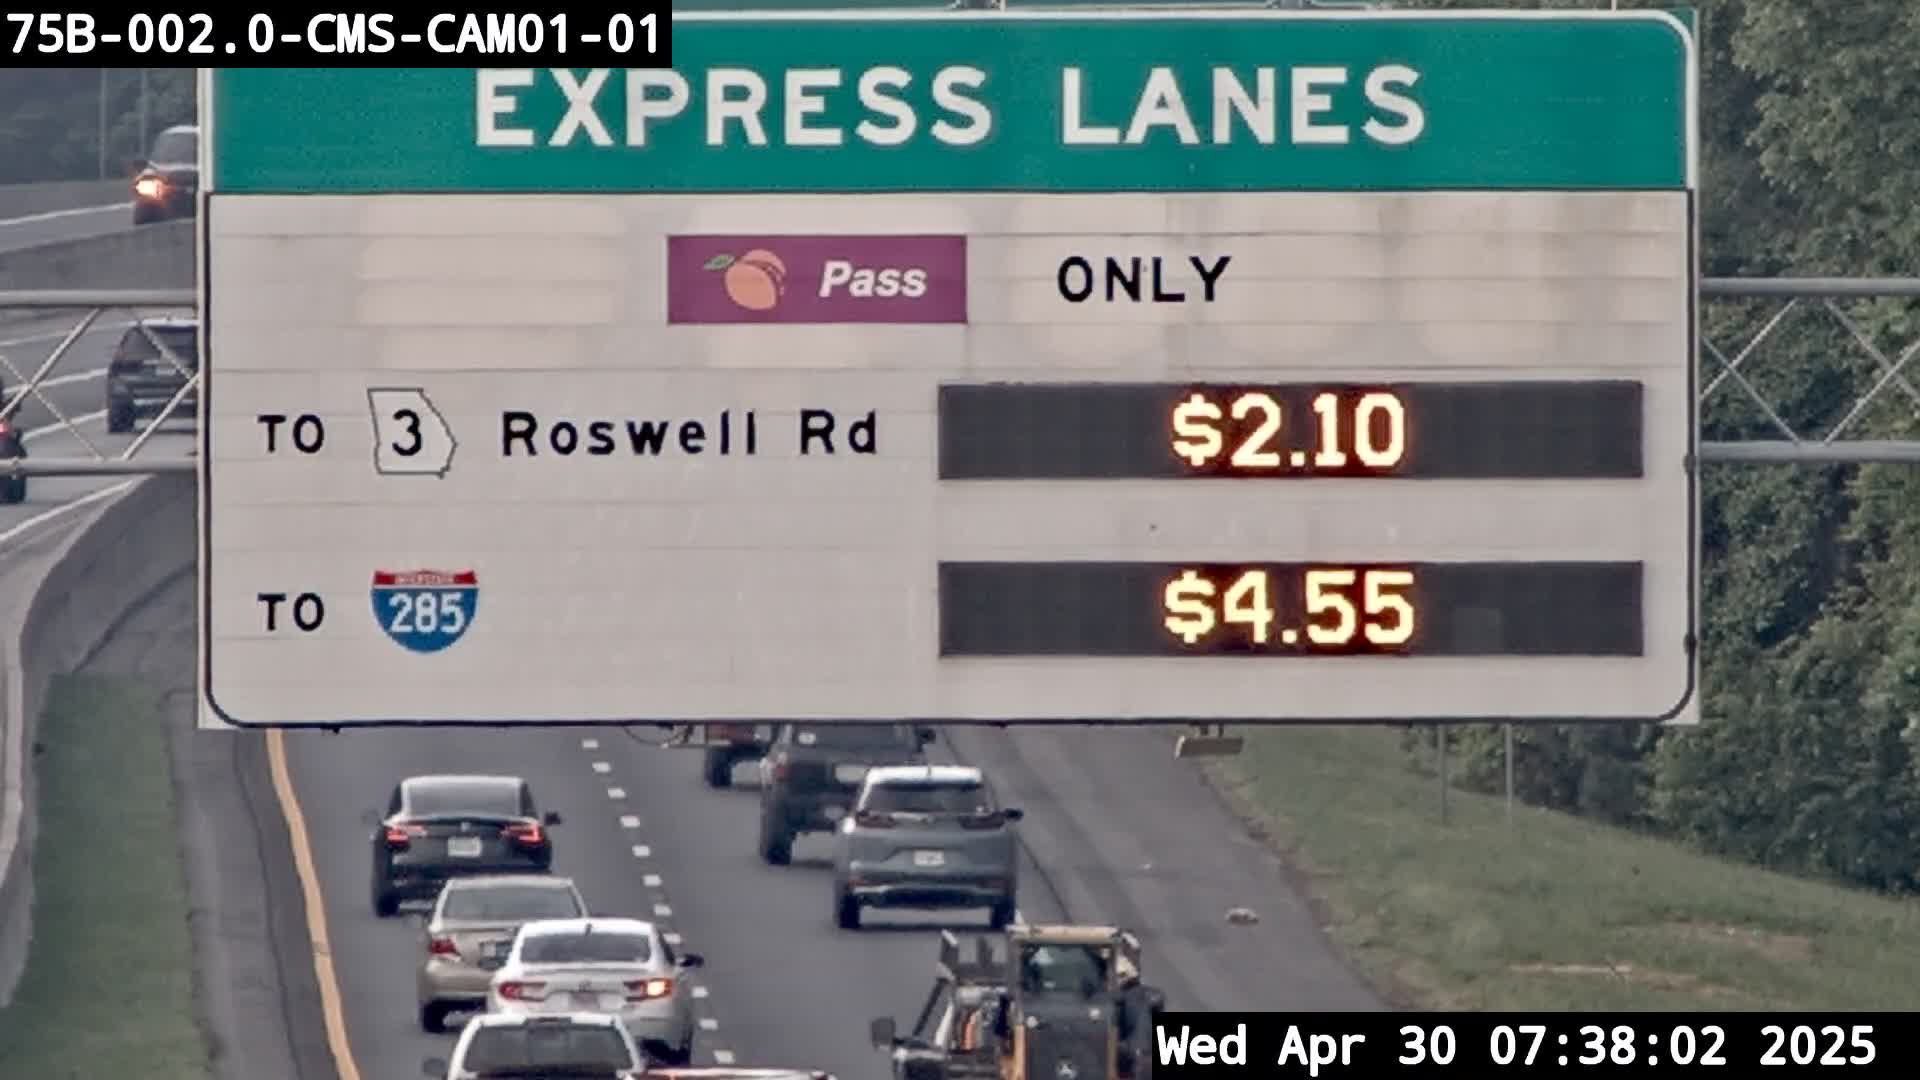 75B-002.0-CMS-CAM01-01
EXPRESS LANES
Pass ONLY
TO 3 Roswell Rd $2.10
TO INTERSTATE 285 $4.55
Wed Apr 30 07:38:02 2025